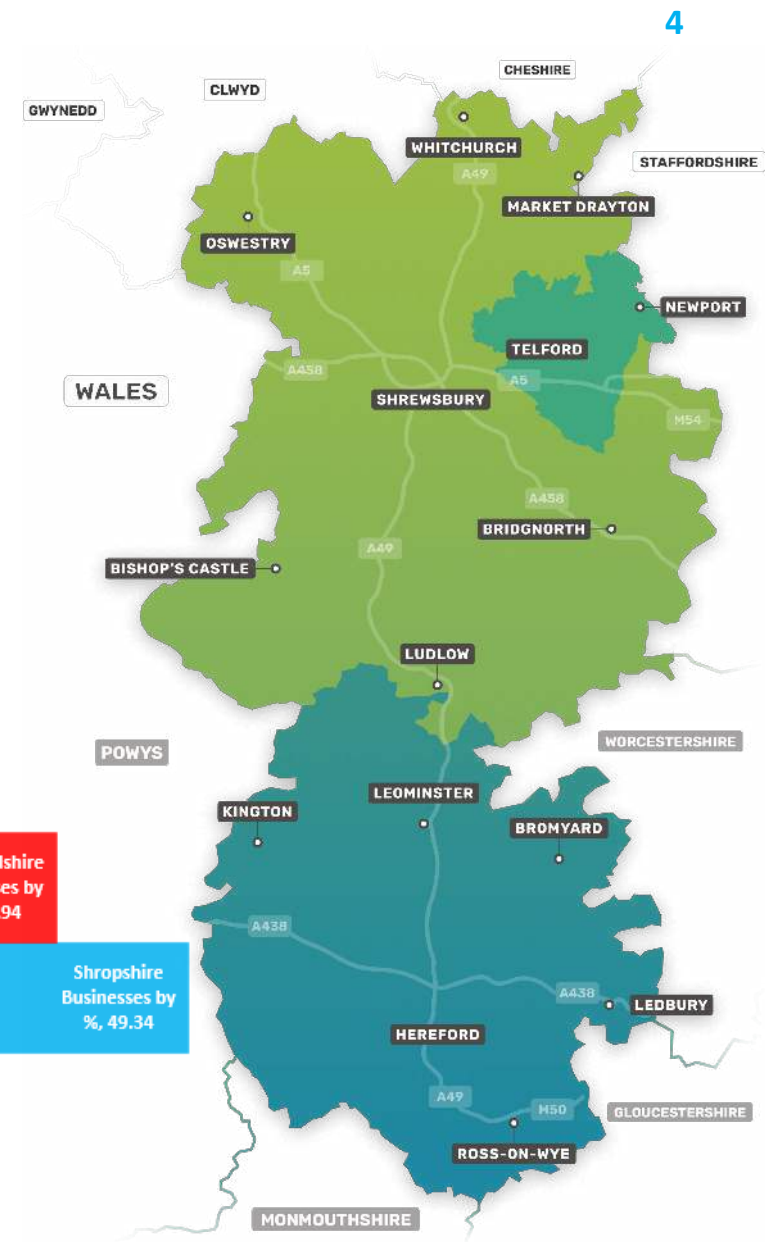 4
CHESHIRE
CLWYD
GWYNEDD
WHITCHURCH
STAFFORDSHIRE
A49
MARKET DRAYTON
OSWESTRY
A5
NEWPORT
TELFORD
A458
A5
WALES
SHREWSBURY
M54
A458
BRIDGNORTH
A49
BISHOP'S CASTLE
LUDLOW
WORCESTERSHIRE
POWYS
LEOMINSTER
KINGTON
BROMYARD
A438
Shropshire
Businesses by
%, 49.34
A438
LEDBURY
HEREFORD
A49
M50
GLOUCESTERSHIRE
ROSS-ON-WYE
MONMOUTHSHIRE